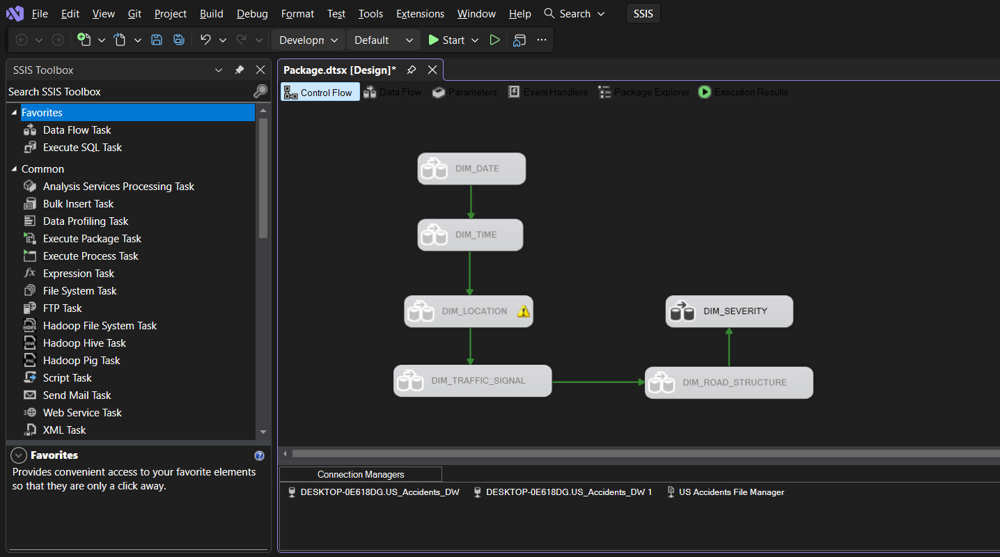 File Edit View Git Project Build Debug Format Test Tools Extensions Window Help Search SSIS
Developn Default Start
SSIS Toolbox
Search SSIS Toolbox
Favorites
Data Flow Task
Execute SQL Task
Common
Analysis Services Processing Task
Bulk Insert Task
Data Profiling Task
Execute Package Task
Execute Process Task
Expression Task
File System Task
FTP Task
Hadoop File System Task
Hadoop Hive Task
Hadoop Pig Task
Script Task
Send Mail Task
Web Service Task
XML Task
Favorites
Provides convenient access to your favorite elements
so that they are only a click away.
Package.dtsx [Design]*
Control Flow Data Flow Parameters Event Handlers Package Explorer Execution Results
DIM_DATE
DIM_TIME
DIM_LOCATION
DIM_SEVERITY
DIM_TRAFFIC_SIGNAL
DIM_ROAD_STRUCTURE
Connection Managers
DESKTOP-0E618DG.US_Accidents_DW DESKTOP-0E618DG.US_Accidents_DW 1 US Accidents File Manager